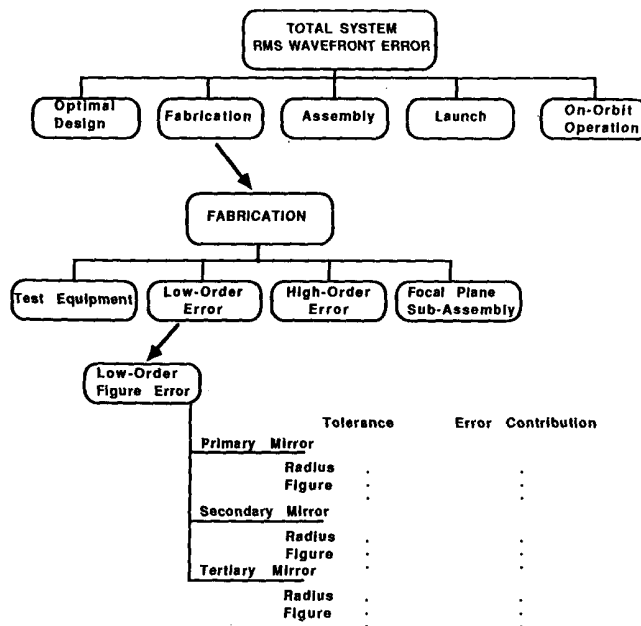 TOTAL SYSTEM
RMS WAVEFRONT ERROR
Optimal
Design
Fabrication
Assembly
Launch
On-Orbit
Operation
FABRICATION
Test Equipment
Low-Order
Error
High-Order
Error
Focal Plane
Sub-Assembly
Low-Order
Figure Error
Tolerance Error Contribution
Primary Mirror
Radius
Figure
Secondary Mirror
Radius
Figure
Tertiary Mirror
Radius
Figure